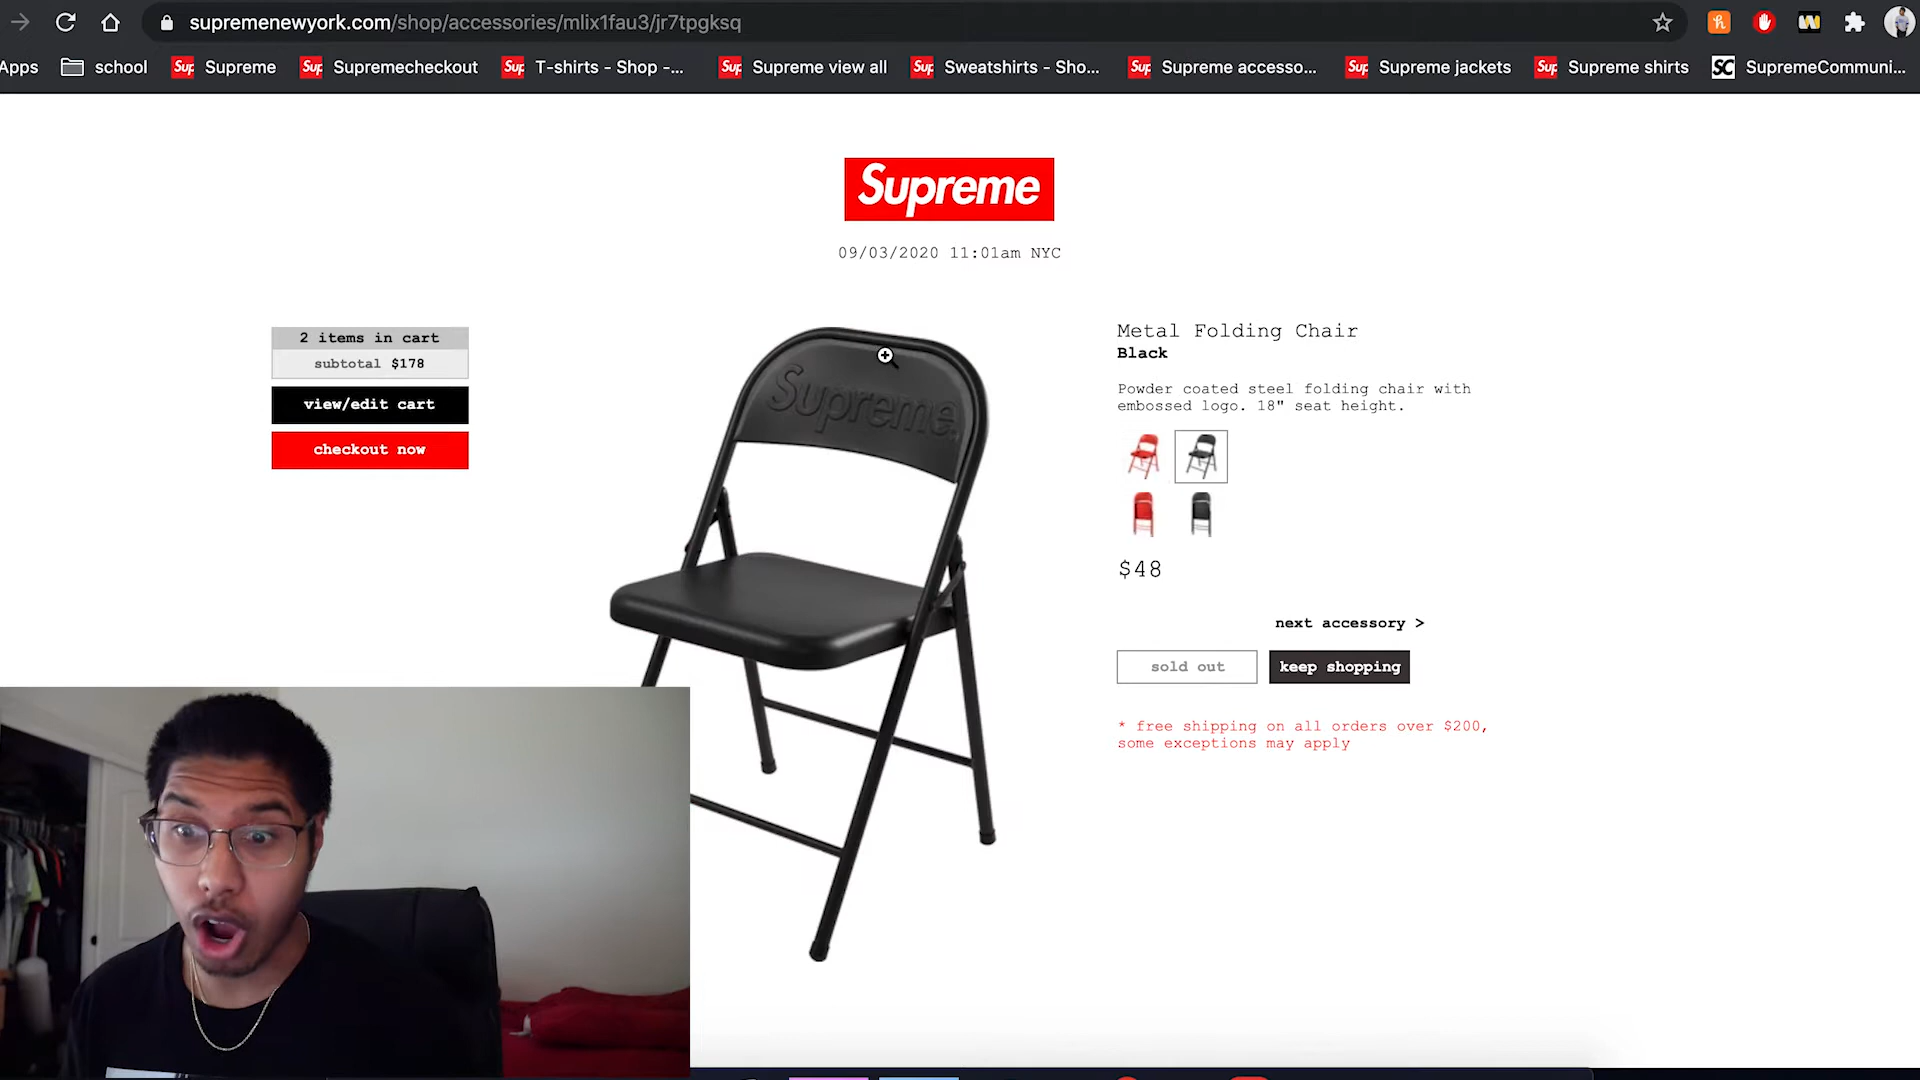 supremenewyork.com/shop/accessories/mlix1fau3/jr7tpgksq
Apps school Supreme Supremecheckout T-shirts - Shop -... Supreme view all Sweatshirts - Sho... Supreme accesso... Supreme jackets Supreme shirts SC SupremeCommuni...
Supreme
09/03/2020 11:01am NYC
2 items in cart
subtotal $178
view/edit cart
checkout now
Supreme
Metal Folding Chair
Black
Powder coated steel folding chair with
embossed logo. 18" seat height.
$48
next accessory >
sold out
keep shopping
* free shipping on all orders over $200,
some exceptions may apply